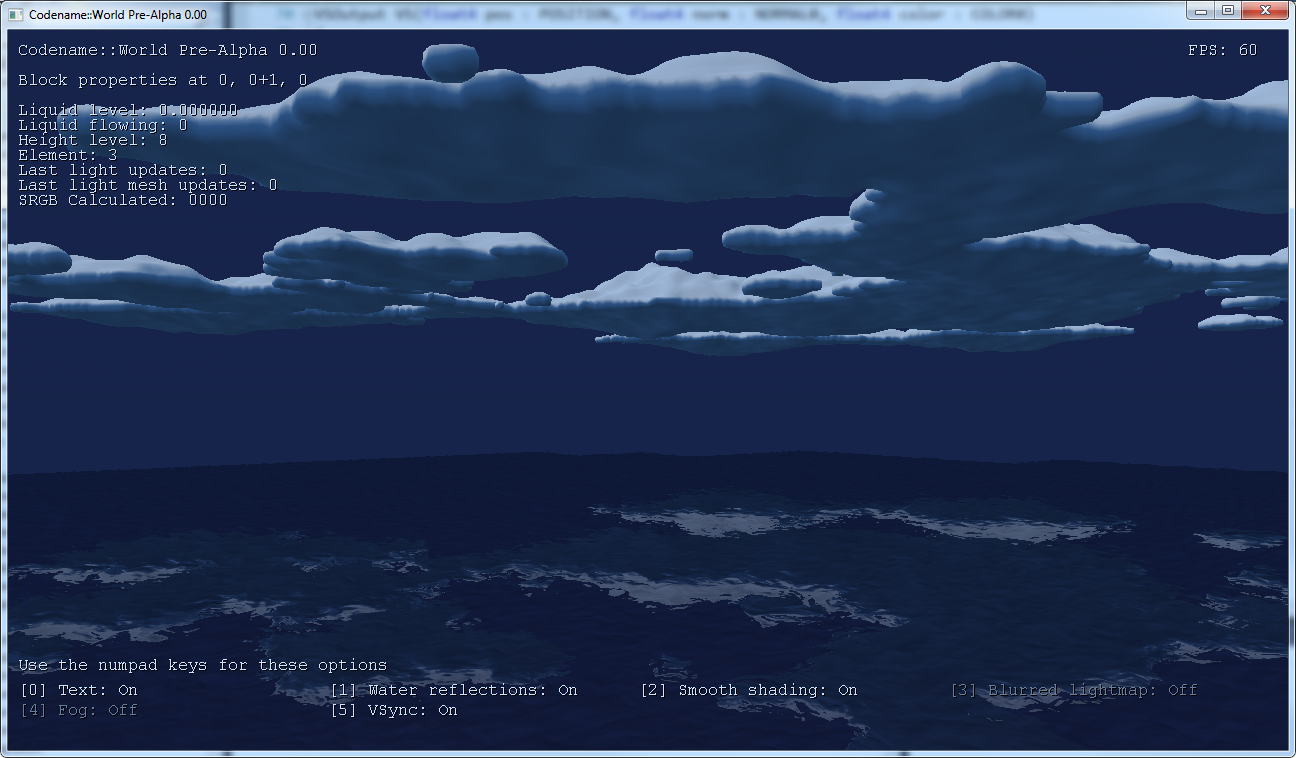 Codename::World Pre-Alpha 0.00
Codename::World Pre-Alpha 0.00 FPS: 60
Block properties at 0, 0+1, 0
Liquid level: 0.000000
Liquid flowing: 0
Height level: 8
Element: 3
Last light updates: 0
Last light mesh updates: 0
SRGB Calculated: 0000
Use the numpad keys for these options
[0] Text: On [1] Water reflections: On [2] Smooth shading: On [3] Blurred lightmap: Off
[4] Fog: Off [5] VSync: On